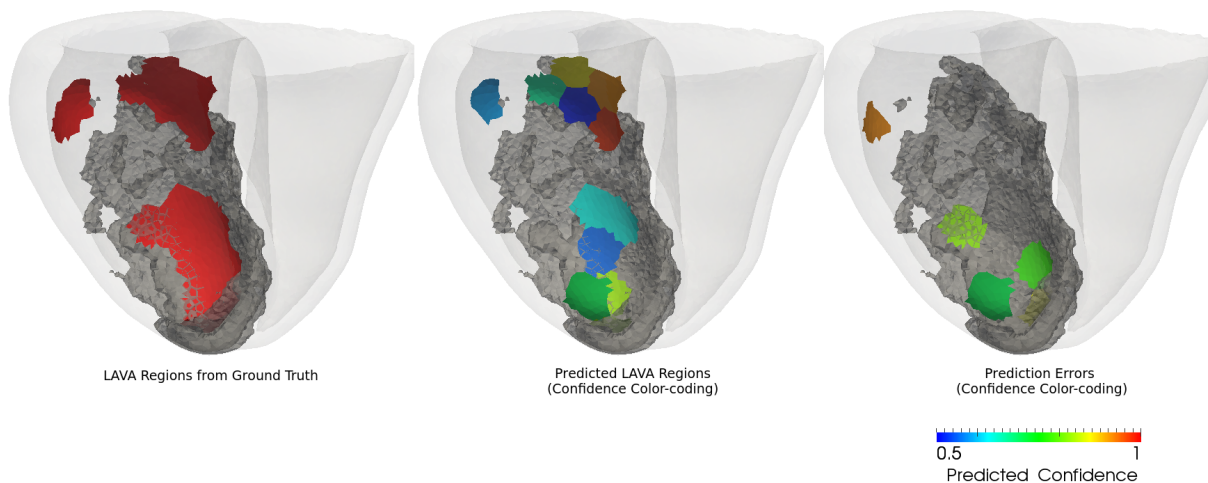 LAVA Regions from Ground Truth
Predicted LAVA Regions
(Confidence Color-coding)
Prediction Errors
(Confidence Color-coding)
0.5 1
Predicted Confidence